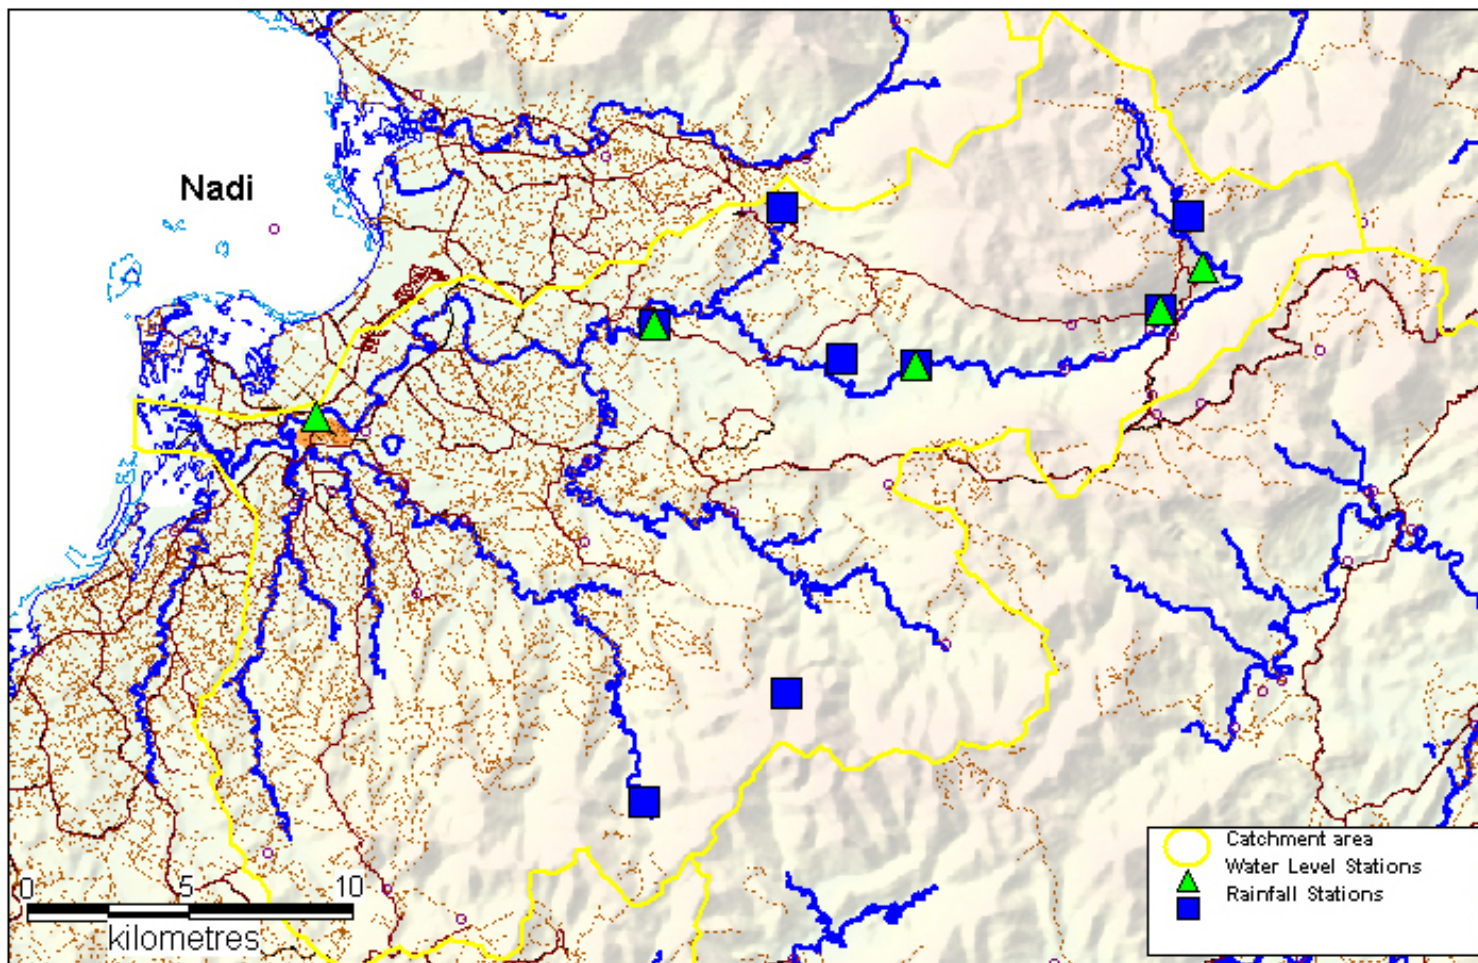 Nadi
Catchment area
Water Level Stations
Rainfall Stations
0 5 10
kilometres